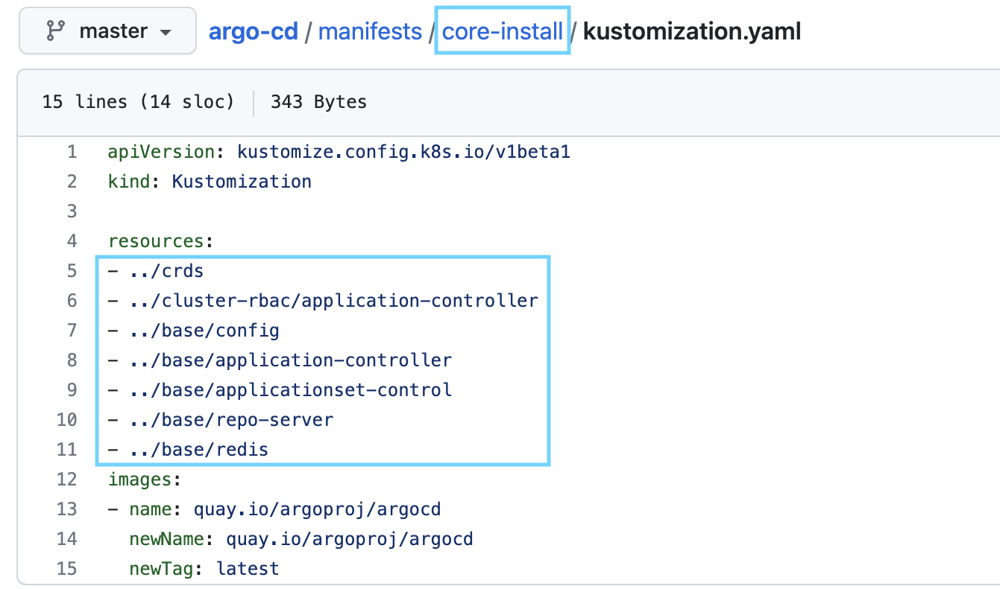 master argo-cd / manifests / core-install / kustomization.yaml
15 lines (14 sloc) 343 Bytes
1 apiVersion: kustomize.config.k8s.io/v1beta1
2 kind: Kustomization
3
4 resources:
5 - ../crds
6 - ../cluster-rbac/application-controller
7 - ../base/config
8 - ../base/application-controller
9 - ../base/applicationset-control
10 - ../base/repo-server
11 - ../base/redis
12 images:
13 - name: quay.io/argoproj/argocd
14   newName: quay.io/argoproj/argocd
15   newTag: latest